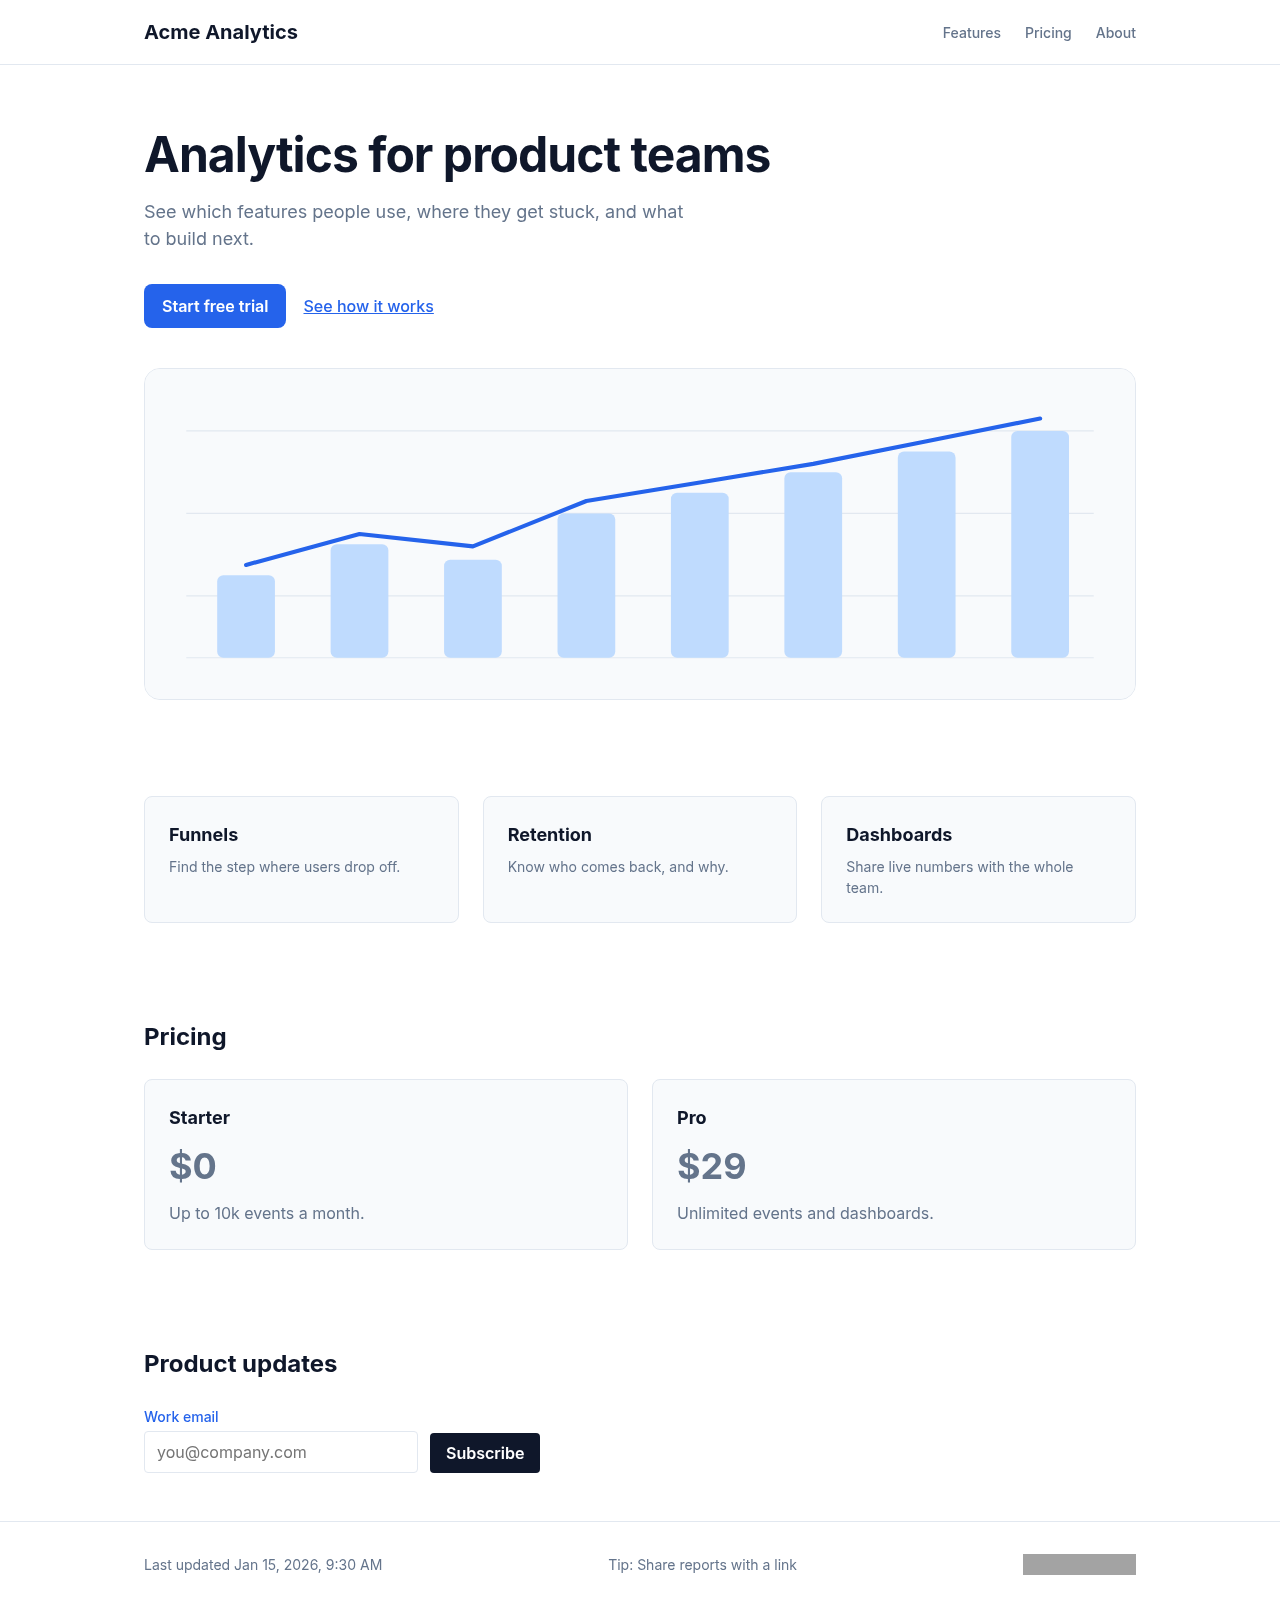 Acme Analytics
Features
Pricing
About
Analytics for product teams
See which features people use, where they get stuck, and what
to build next.
Start free trial
See how it works
Funnels
Find the step where users drop off.
Retention
Know who comes back, and why.
Dashboards
Share live numbers with the whole
team.
Pricing
Starter
$0
Up to 10k events a month.
Pro
$29
Unlimited events and dashboards.
Product updates
Work email
you@company.com
Subscribe
Last updated Jan 15, 2026, 9:30 AM
Tip: Share reports with a link